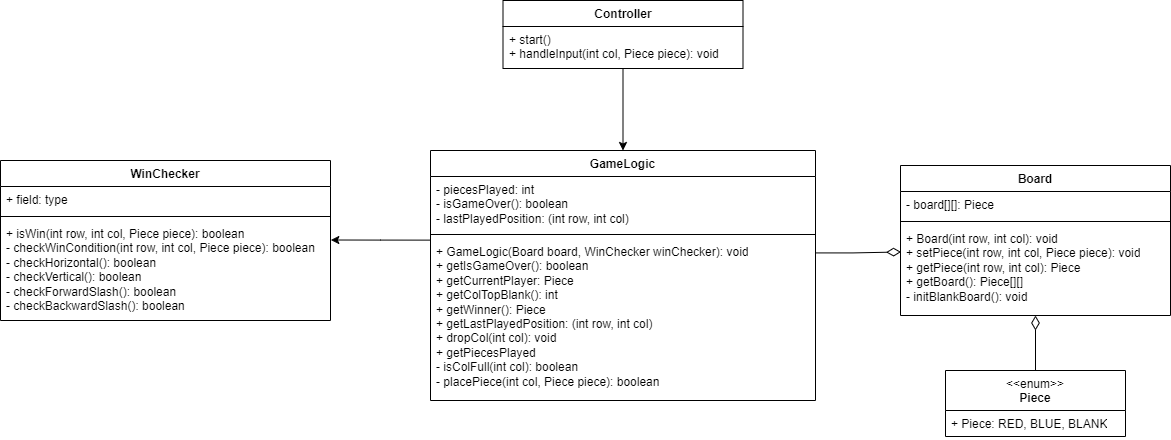 Controller
+ start()
+ handleInput(int col, Piece piece): void
WinChecker
+ field: type
+ isWin(int row, int col, Piece piece): boolean
- checkWinCondition(int row, int col, Piece piece): boolean
- checkHorizontal(): boolean
- checkVertical(): boolean
- checkForwardSlash(): boolean
- checkBackwardSlash(): boolean
GameLogic
- piecesPlayed: int
- isGameOver(): boolean
- lastPlayedPosition: (int row, int col)
+ GameLogic(Board board, WinChecker winChecker): void
+ getIsGameOver(): boolean
+ getCurrentPlayer: Piece
+ getColTopBlank(): int
+ getWinner(): Piece
+ getLastPlayedPosition: (int row, int col)
+ dropCol(int col): void
+ getPiecesPlayed
- isColFull(int col): boolean
- placePiece(int col, Piece piece): boolean
Board
- board[][]: Piece
+ Board(int row, int col): void
+ setPiece(int row, int col, Piece piece): void
+ getPiece(int row, int col): Piece
+ getBoard(): Piece[][]
- initBlankBoard(): void
<<enum>>
Piece
+ Piece: RED, BLUE, BLANK